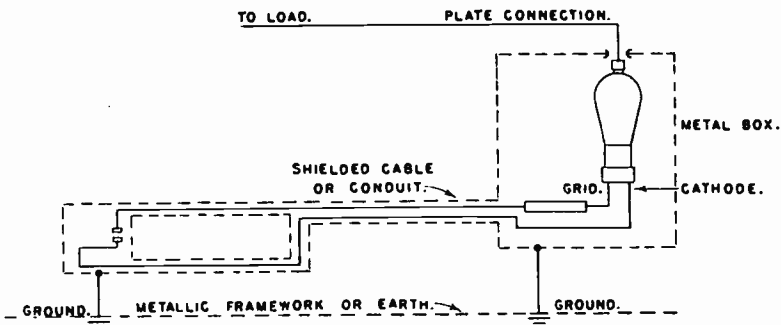 TO LOAD.
PLATE CONNECTION.
METAL BOX.
SHIELDED CABLE
OR CONDUIT.
GRID.
CATHODE.
GROUND.
METALLIC FRAMEWORK OR EARTH.
GROUND.